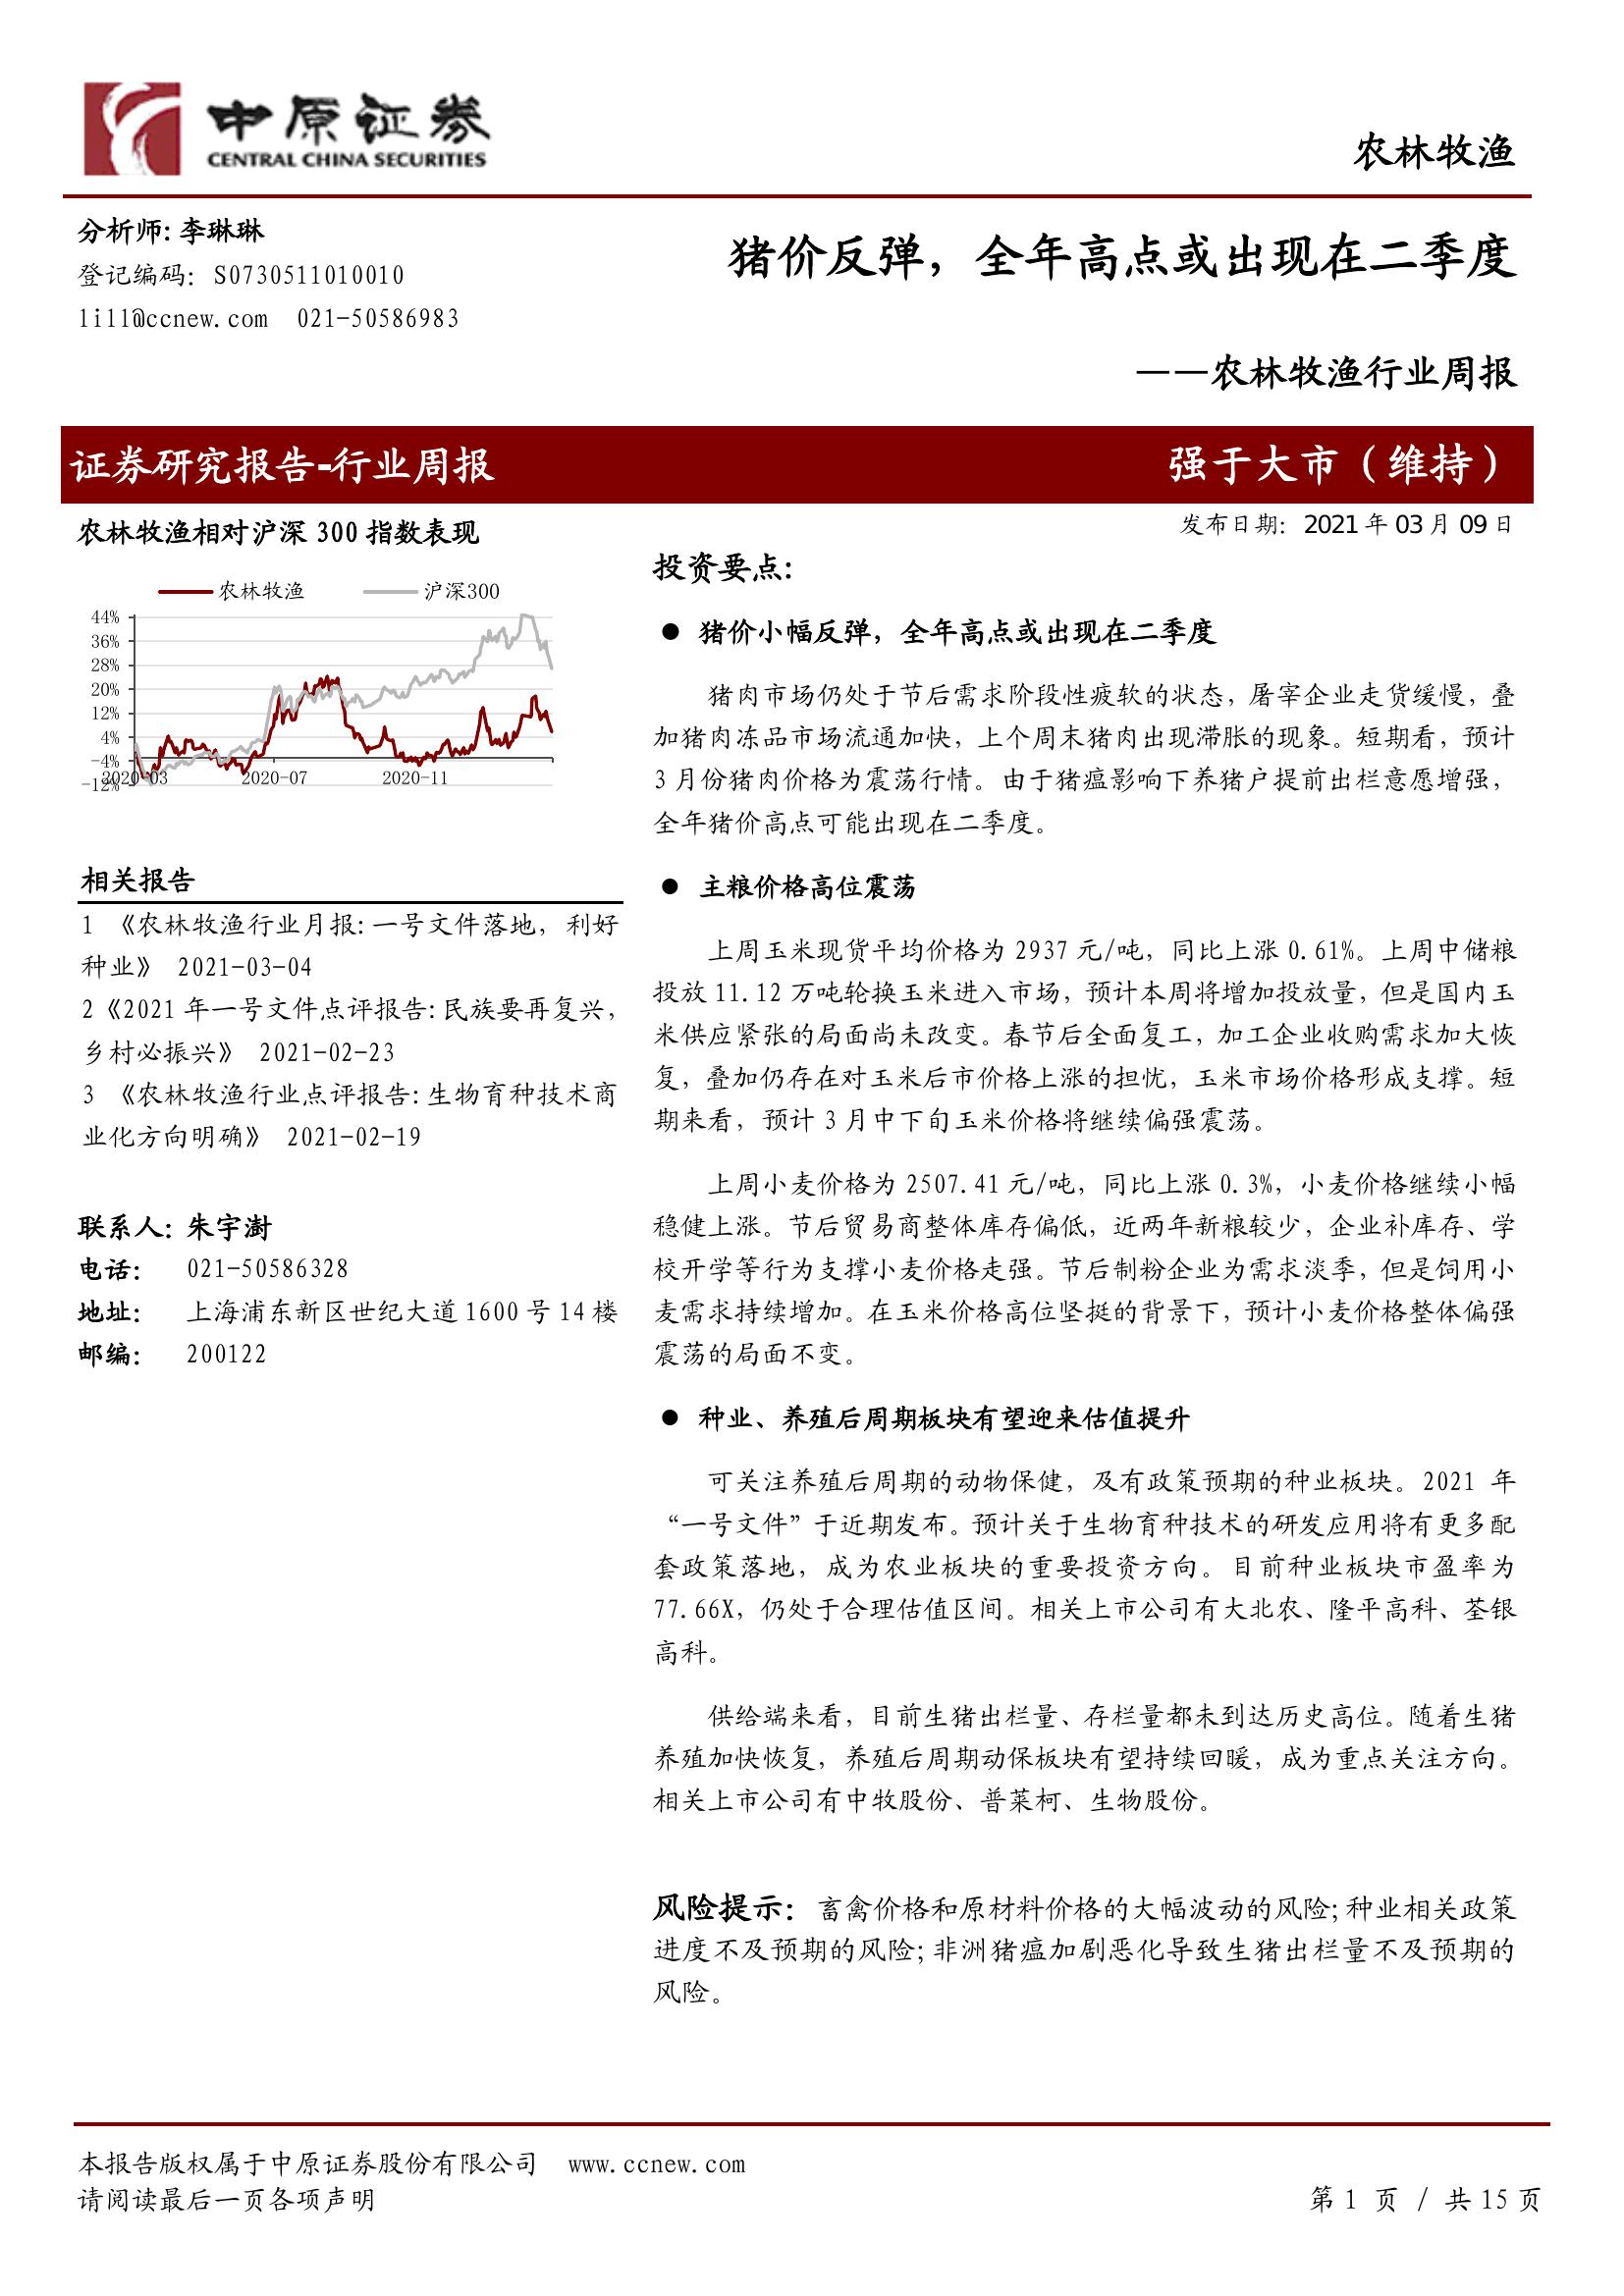 中原证券
CENTRAL CHINA SECURITIES
农林牧渔
分析师:李琳琳
登记编码：S0730511010010
lill@ccnew.com 021-50586983
猪价反弹，全年高点或出现在二季度
——农林牧渔行业周报
证券研究报告-行业周报
强于大市（维持）
农林牧渔相对沪深 300 指数表现
农林牧渔 沪深300
44%
36%
28%
20%
12%
4%
-4%
-12%
2020-03 2020-07 2020-11
相关报告
1 《农林牧渔行业月报:一号文件落地，利好
种业》 2021-03-04
2《2021 年一号文件点评报告:民族要再复兴，
乡村必振兴》 2021-02-23
3 《农林牧渔行业点评报告:生物育种技术商
业化方向明确》 2021-02-19
联系人: 朱宇澍
电话: 021-50586328
地址: 上海浦东新区世纪大道 1600 号 14 楼
邮编: 200122
发布日期：2021 年 03 月 09 日
投资要点:
● 猪价小幅反弹，全年高点或出现在二季度
猪肉市场仍处于节后需求阶段性疲软的状态，屠宰企业走货缓慢，叠
加猪肉冻品市场流通加快，上个周末猪肉出现滞胀的现象。短期看，预计
3 月份猪肉价格为震荡行情。由于猪瘟影响下养猪户提前出栏意愿增强，
全年猪价高点可能出现在二季度。
● 主粮价格高位震荡
上周玉米现货平均价格为 2937 元/吨，同比上涨 0.61%。上周中储粮
投放 11.12 万吨轮换玉米进入市场，预计本周将增加投放量，但是国内玉
米供应紧张的局面尚未改变。春节后全面复工，加工企业收购需求加大恢
复，叠加仍存在对玉米后市价格上涨的担忧，玉米市场价格形成支撑。短
期来看，预计 3 月中下旬玉米价格将继续偏强震荡。
上周小麦价格为 2507.41 元/吨，同比上涨 0.3%，小麦价格继续小幅
稳健上涨。节后贸易商整体库存偏低，近两年新粮较少，企业补库存、学
校开学等行为支撑小麦价格走强。节后制粉企业为需求淡季，但是饲用小
麦需求持续增加。在玉米价格高位坚挺的背景下，预计小麦价格整体偏强
震荡的局面不变。
● 种业、养殖后周期板块有望迎来估值提升
可关注养殖后周期的动物保健，及有政策预期的种业板块。2021 年
“一号文件”于近期发布。预计关于生物育种技术的研发应用将有更多配
套政策落地，成为农业板块的重要投资方向。目前种业板块市盈率为
77.66X，仍处于合理估值区间。相关上市公司有大北农、隆平高科、荃银
高科。
供给端来看，目前生猪出栏量、存栏量都未到达历史高位。随着生猪
养殖加快恢复，养殖后周期动保板块有望持续回暖，成为重点关注方向。
相关上市公司有中牧股份、普莱柯、生物股份。
风险提示: 畜禽价格和原材料价格的大幅波动的风险;种业相关政策
进度不及预期的风险;非洲猪瘟加剧恶化导致生猪出栏量不及预期的
风险。
本报告版权属于中原证券股份有限公司 www.ccnew.com
请阅读最后一页各项声明
第 1 页 / 共 15 页